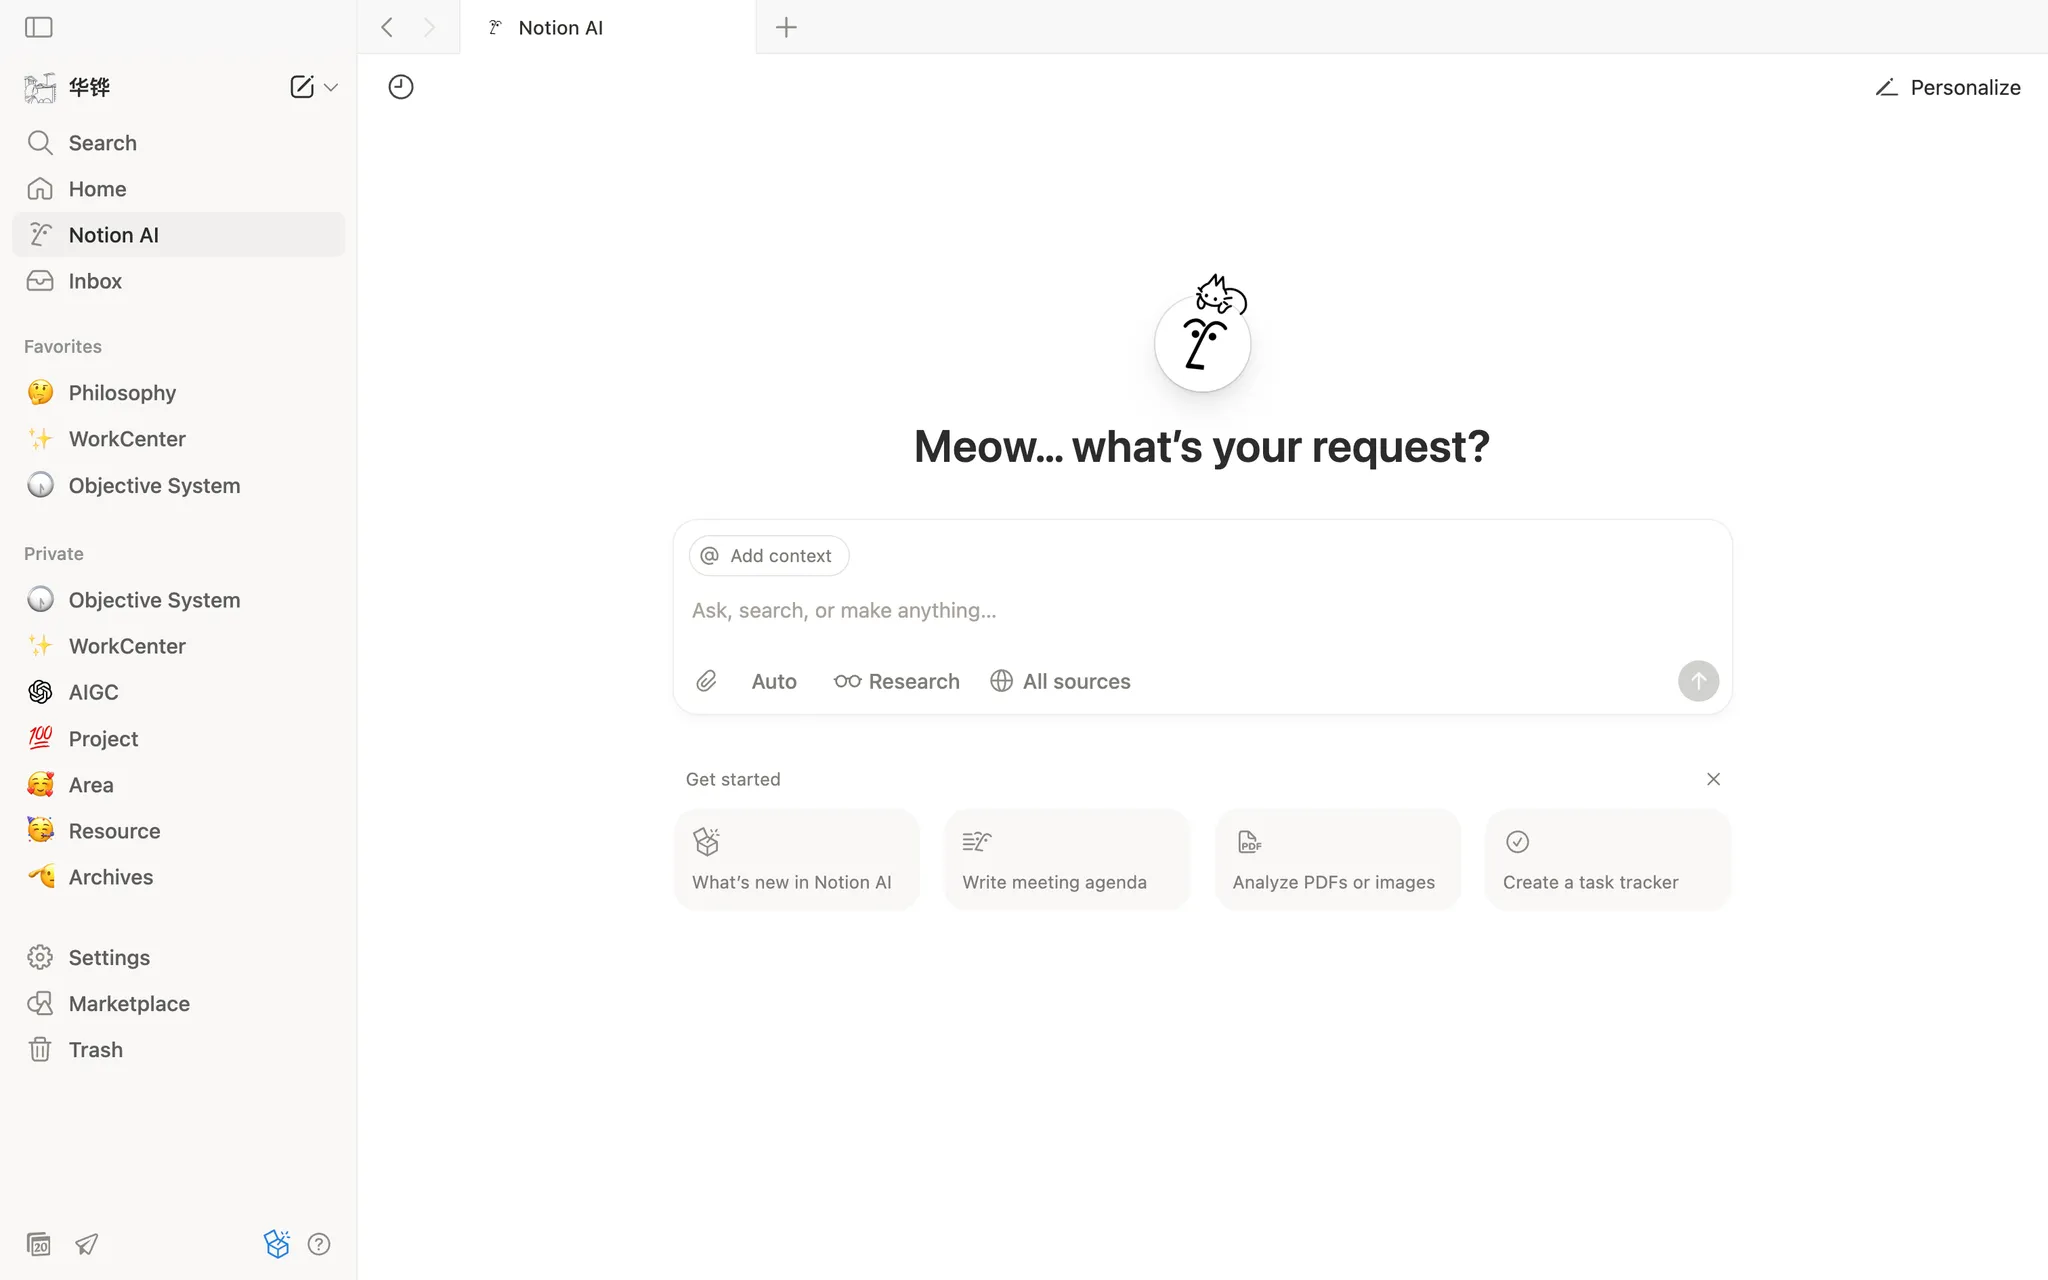 Notion AI
华铧
Personalize
Search
Home
Notion AI
Inbox
Favorites
Philosophy
WorkCenter
Objective System
Private
Objective System
WorkCenter
AIGC
Project
Area
Resource
Archives
Settings
Marketplace
Trash
20
Meow... what's your request?
@ Add context
Ask, search, or make anything...
Auto
Research
All sources
Get started
What's new in Notion AI
Write meeting agenda
PDF
Analyze PDFs or images
Create a task tracker